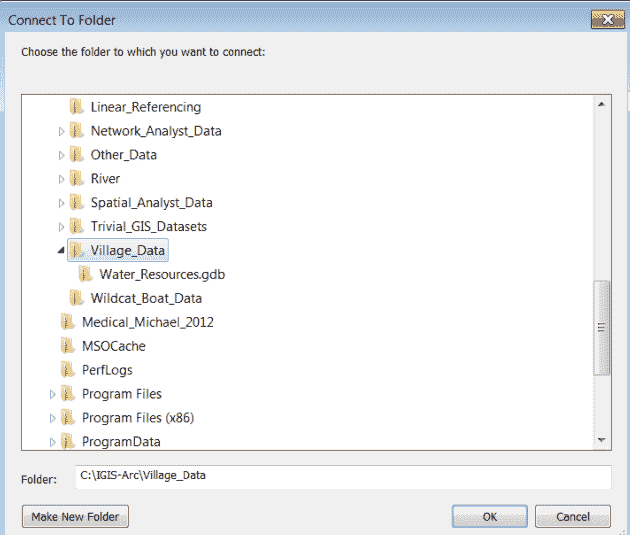 Connect To Folder
Choose the folder to which you want to connect:
Linear_Referencing
Network_Analyst_Data
Other_Data
River
Spatial_Analyst_Data
Trivial_GIS_Datasets
Village_Data
Water_Resources.gdb
Wildcat_Boat_Data
Medical_Michael_2012
MSOCache
PerfLogs
Program Files
Program Files (x86)
ProgramData
Folder: C:\IGIS-Arc\Village_Data
Make New Folder OK Cancel